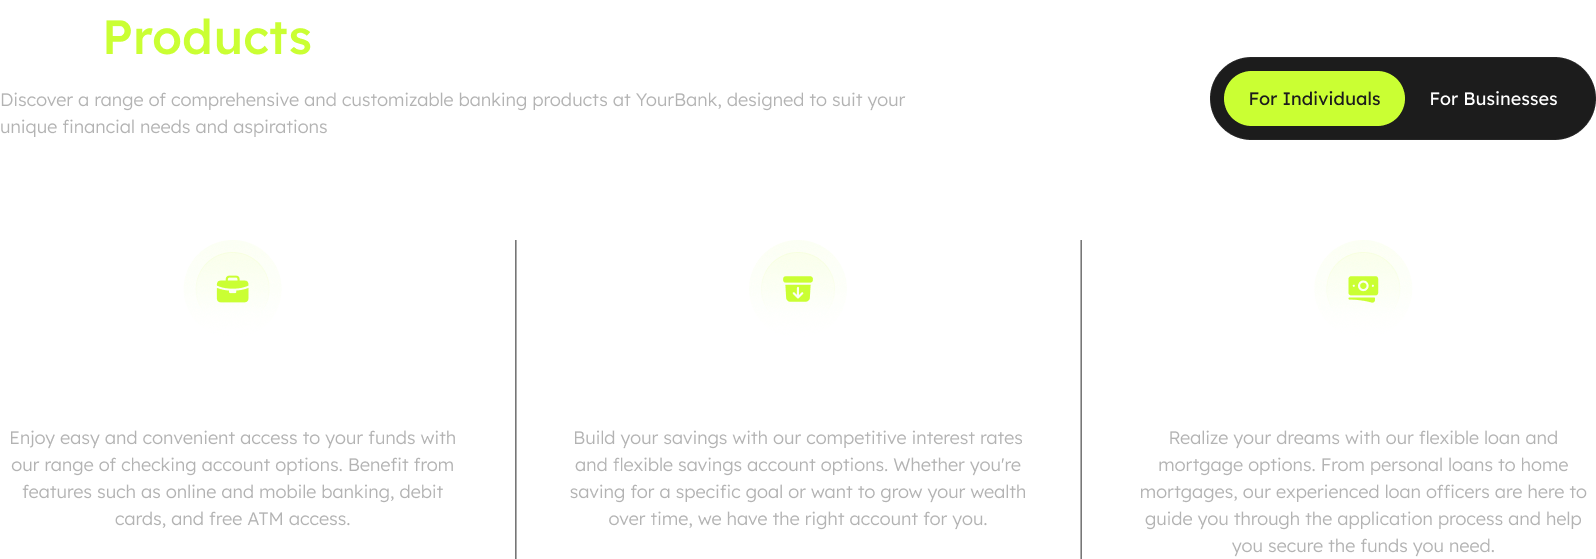 Products
Discover a range of comprehensive and customizable banking products at YourBank, designed to suit your
unique financial needs and aspirations
For Individuals
For Businesses
Enjoy easy and convenient access to your funds with
our range of checking account options. Benefit from
features such as online and mobile banking, debit
cards, and free ATM access.
Build your savings with our competitive interest rates
and flexible savings account options. Whether you're
saving for a specific goal or want to grow your wealth
over time, we have the right account for you.
Realize your dreams with our flexible loan and
mortgage options. From personal loans to home
mortgages, our experienced loan officers are here to
guide you through the application process and help
you secure the funds you need.